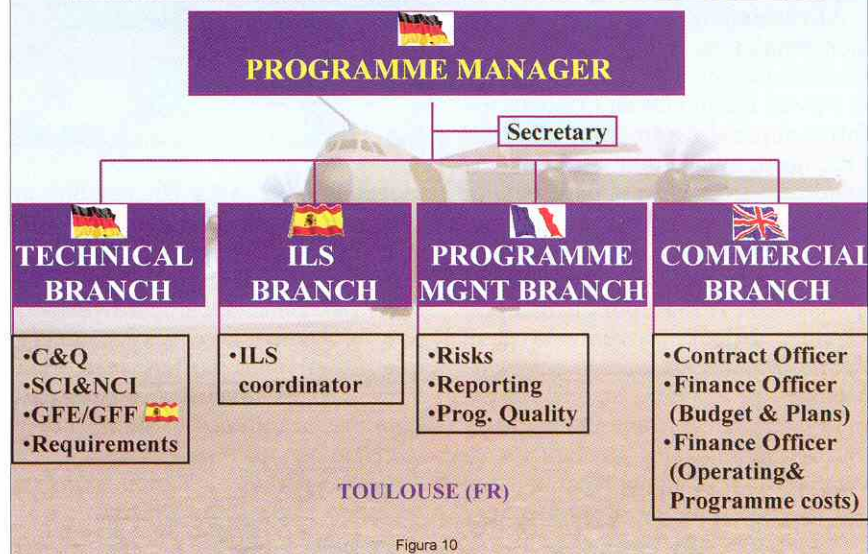 PROGRAMME MANAGER
Secretary
TECHNICAL
BRANCH
ILS
BRANCH
PROGRAMME
MGNT BRANCH
COMMERCIAL
BRANCH
•C&Q
•SCI&NCI
•GFE/GFF
•Requirements
•ILS
coordinator
•Risks
•Reporting
•Prog. Quality
•Contract Officer
•Finance Officer
(Budget & Plans)
•Finance Officer
(Operating&
Programme costs)
TOULOUSE (FR)
Figura 10